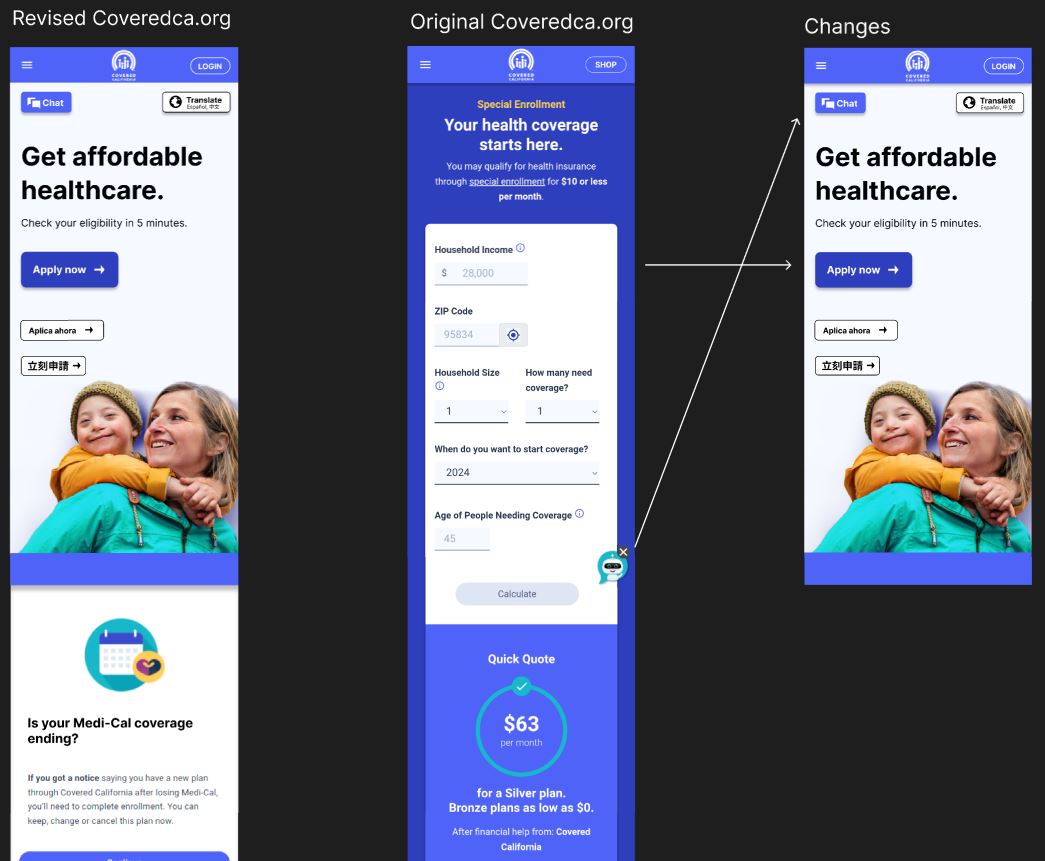 Revised Coveredca.org
LOGIN
COVERED
CALIFORNIA
Chat
Translate
Español, 中文
Get affordable
healthcare.
Check your eligibility in 5 minutes.
Apply now →
Aplica ahora →
立刻申請 →
Is your Medi-Cal coverage
ending?
If you got a notice saying you have a new plan
through Covered California after losing Medi-Cal,
you'll need to complete enrollment. You can
keep, change or cancel this plan now.
Original Coveredca.org
COVERED
CALIFORNIA
SHOP
Special Enrollment
Your health coverage
starts here.
You may qualify for health insurance
through special enrollment for $10 or less
per month.
Household Income
$ 28,000
ZIP Code
95834
Household Size
1
How many need
coverage?
1
When do you want to start coverage?
2024
Age of People Needing Coverage
45
Calculate
Quick Quote
$63
per month
for a Silver plan.
Bronze plans as low as $0.
After financial help from: Covered
California
Changes
COVERED
CALIFORNIA
LOGIN
Chat
Translate
Español, 中文
Get affordable
healthcare.
Check your eligibility in 5 minutes.
Apply now →
Aplica ahora →
立刻申請 →